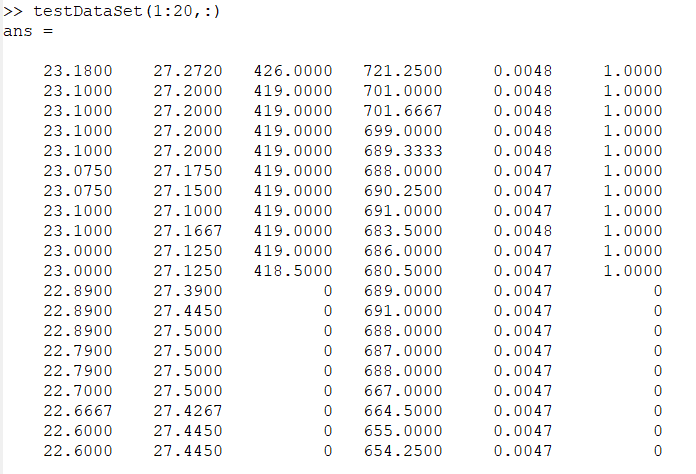 >> testDataSet(1:20,:)
ans =
23.1800 27.2720 426.0000 721.2500 0.0048 1.0000
23.1000 27.2000 419.0000 701.0000 0.0048 1.0000
23.1000 27.2000 419.0000 701.6667 0.0048 1.0000
23.1000 27.2000 419.0000 699.0000 0.0048 1.0000
23.1000 27.2000 419.0000 689.3333 0.0048 1.0000
23.0750 27.1750 419.0000 688.0000 0.0047 1.0000
23.0750 27.1500 419.0000 690.2500 0.0047 1.0000
23.1000 27.1000 419.0000 691.0000 0.0047 1.0000
23.1000 27.1667 419.0000 683.5000 0.0048 1.0000
23.0000 27.1250 419.0000 686.0000 0.0047 1.0000
23.0000 27.1250 418.5000 680.5000 0.0047 1.0000
22.8900 27.3900 0 689.0000 0.0047 0
22.8900 27.4450 0 691.0000 0.0047 0
22.8900 27.5000 0 688.0000 0.0047 0
22.7900 27.5000 0 687.0000 0.0047 0
22.7900 27.5000 0 688.0000 0.0047 0
22.7000 27.5000 0 667.0000 0.0047 0
22.6667 27.4267 0 664.5000 0.0047 0
22.6000 27.4450 0 655.0000 0.0047 0
22.6000 27.4450 0 654.2500 0.0047 0